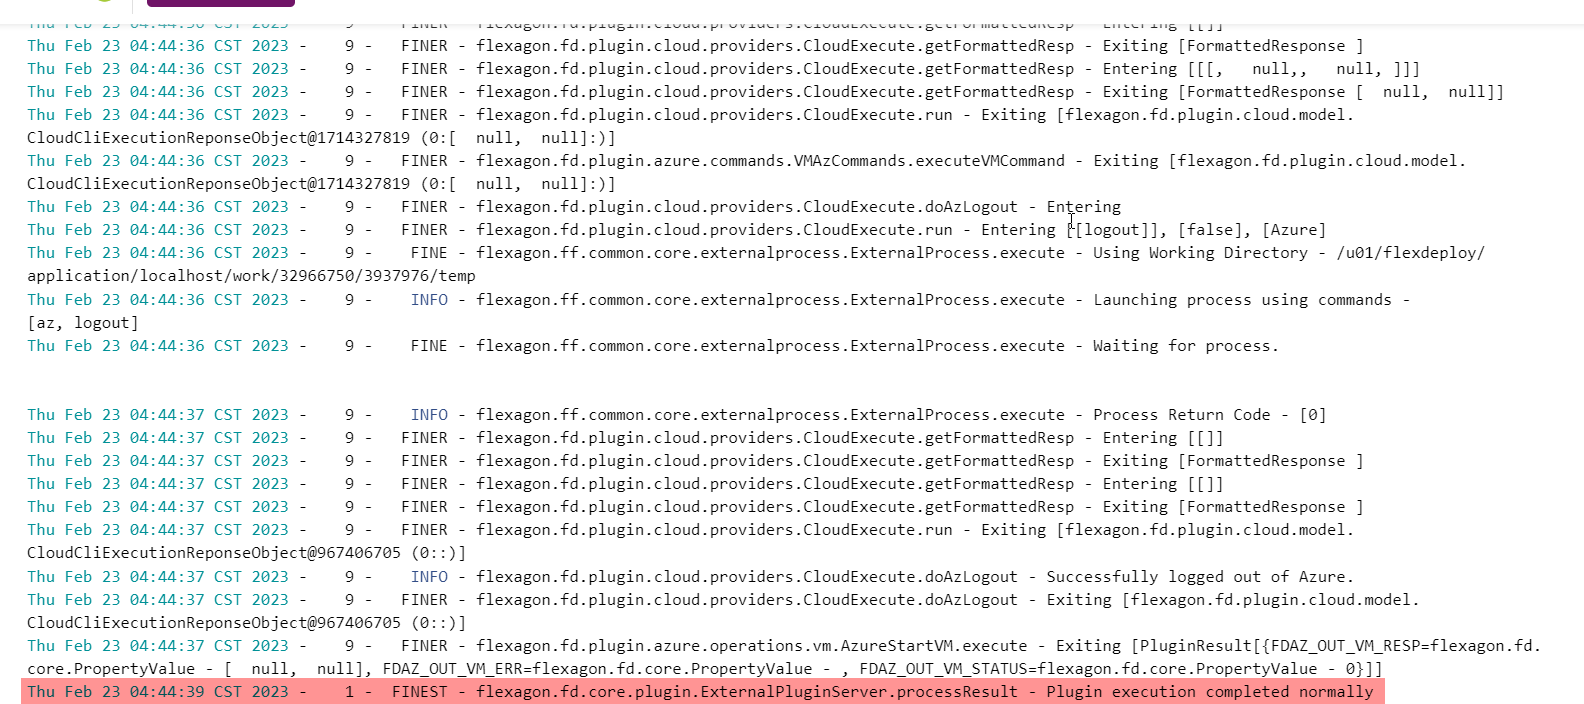 Thu Feb 23 04:44:36 CST 2023 -    9 -   FINER - flexagon.fd.plugin.cloud.providers.CloudExecute.getFormattedResp - Entering [[]]
Thu Feb 23 04:44:36 CST 2023 -    9 -   FINER - flexagon.fd.plugin.cloud.providers.CloudExecute.getFormattedResp - Exiting [FormattedResponse ]
Thu Feb 23 04:44:36 CST 2023 -    9 -   FINER - flexagon.fd.plugin.cloud.providers.CloudExecute.getFormattedResp - Entering [[[,   null,,   null, ]]]
Thu Feb 23 04:44:36 CST 2023 -    9 -   FINER - flexagon.fd.plugin.cloud.providers.CloudExecute.getFormattedResp - Exiting [FormattedResponse [  null,  null]]
Thu Feb 23 04:44:36 CST 2023 -    9 -   FINER - flexagon.fd.plugin.cloud.providers.CloudExecute.run - Exiting [flexagon.fd.plugin.cloud.model.
CloudCliExecutionReponseObject@1714327819 (0:[  null,  null]:)]
Thu Feb 23 04:44:36 CST 2023 -    9 -   FINER - flexagon.fd.plugin.azure.commands.VMAzCommands.executeVMCommand - Exiting [flexagon.fd.plugin.cloud.model.
CloudCliExecutionReponseObject@1714327819 (0:[  null,  null]:)]
Thu Feb 23 04:44:36 CST 2023 -    9 -   FINER - flexagon.fd.plugin.cloud.providers.CloudExecute.doAzLogout - Entering
Thu Feb 23 04:44:36 CST 2023 -    9 -   FINER - flexagon.fd.plugin.cloud.providers.CloudExecute.run - Entering [[logout]], [false], [Azure]
Thu Feb 23 04:44:36 CST 2023 -    9 -    FINE - flexagon.ff.common.core.externalprocess.ExternalProcess.execute - Using Working Directory - /u01/flexdeploy/
application/localhost/work/32966750/3937976/temp
Thu Feb 23 04:44:36 CST 2023 -    9 -    INFO - flexagon.ff.common.core.externalprocess.ExternalProcess.execute - Launching process using commands -
[az, logout]
Thu Feb 23 04:44:36 CST 2023 -    9 -    FINE - flexagon.ff.common.core.externalprocess.ExternalProcess.execute - Waiting for process.
Thu Feb 23 04:44:37 CST 2023 -    9 -    INFO - flexagon.ff.common.core.externalprocess.ExternalProcess.execute - Process Return Code - [0]
Thu Feb 23 04:44:37 CST 2023 -    9 -   FINER - flexagon.fd.plugin.cloud.providers.CloudExecute.getFormattedResp - Entering [[]]
Thu Feb 23 04:44:37 CST 2023 -    9 -   FINER - flexagon.fd.plugin.cloud.providers.CloudExecute.getFormattedResp - Exiting [FormattedResponse ]
Thu Feb 23 04:44:37 CST 2023 -    9 -   FINER - flexagon.fd.plugin.cloud.providers.CloudExecute.getFormattedResp - Entering [[]]
Thu Feb 23 04:44:37 CST 2023 -    9 -   FINER - flexagon.fd.plugin.cloud.providers.CloudExecute.getFormattedResp - Exiting [FormattedResponse ]
Thu Feb 23 04:44:37 CST 2023 -    9 -   FINER - flexagon.fd.plugin.cloud.providers.CloudExecute.run - Exiting [flexagon.fd.plugin.cloud.model.
CloudCliExecutionReponseObject@967406705 (0::)]
Thu Feb 23 04:44:37 CST 2023 -    9 -    INFO - flexagon.fd.plugin.cloud.providers.CloudExecute.doAzLogout - Successfully logged out of Azure.
Thu Feb 23 04:44:37 CST 2023 -    9 -   FINER - flexagon.fd.plugin.cloud.providers.CloudExecute.doAzLogout - Exiting [flexagon.fd.plugin.cloud.model.
CloudCliExecutionReponseObject@967406705 (0::)]
Thu Feb 23 04:44:37 CST 2023 -    9 -   FINER - flexagon.fd.plugin.azure.operations.vm.AzureStartVM.execute - Exiting [PluginResult[{FDAZ_OUT_VM_RESP=flexagon.fd.
core.PropertyValue - [  null,  null], FDAZ_OUT_VM_ERR=flexagon.fd.core.PropertyValue - , FDAZ_OUT_VM_STATUS=flexagon.fd.core.PropertyValue - 0}]]
Thu Feb 23 04:44:39 CST 2023 -    1 -  FINEST - flexagon.fd.core.plugin.ExternalPluginServer.processResult - Plugin execution completed normally